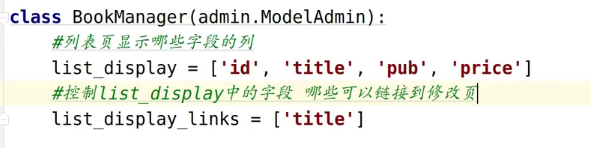 class BookManager(admin.ModelAdmin):
#列表页显示哪些字段的列
list_display = ['id', 'title', 'pub', 'price']
#控制list_display中的字段 哪些可以链接到修改页
list_display_links = ['title']